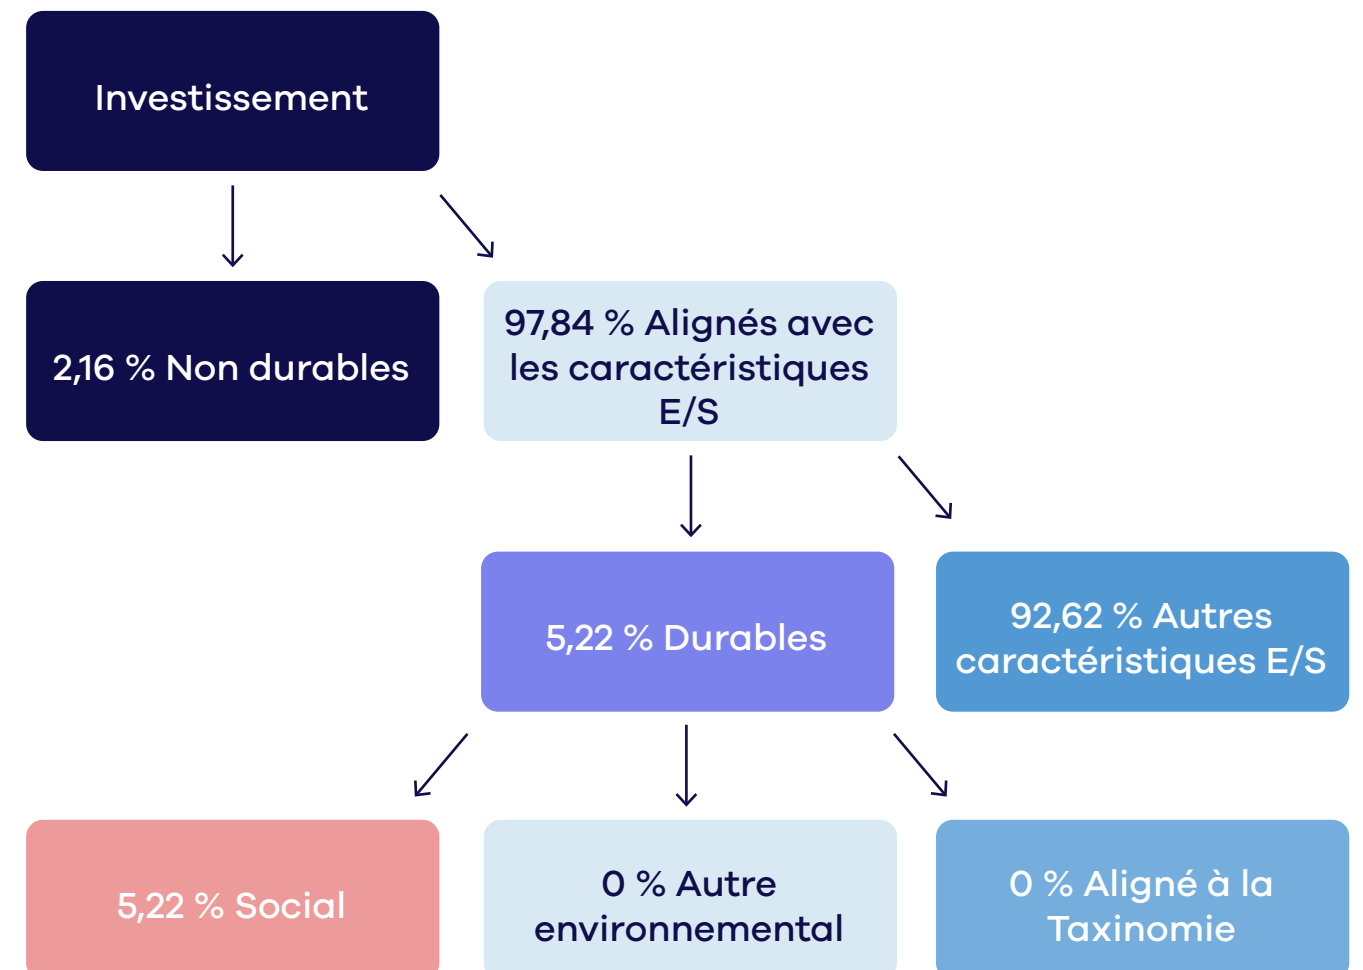 Investissement
2,16 % Non durables
97,84 % Alignés avec
les caractéristiques
E/S
5,22 % Durables
92,62 % Autres
caractéristiques E/S
5,22 % Social
0 % Autre
environnemental
0 % Aligné à la
Taxinomie